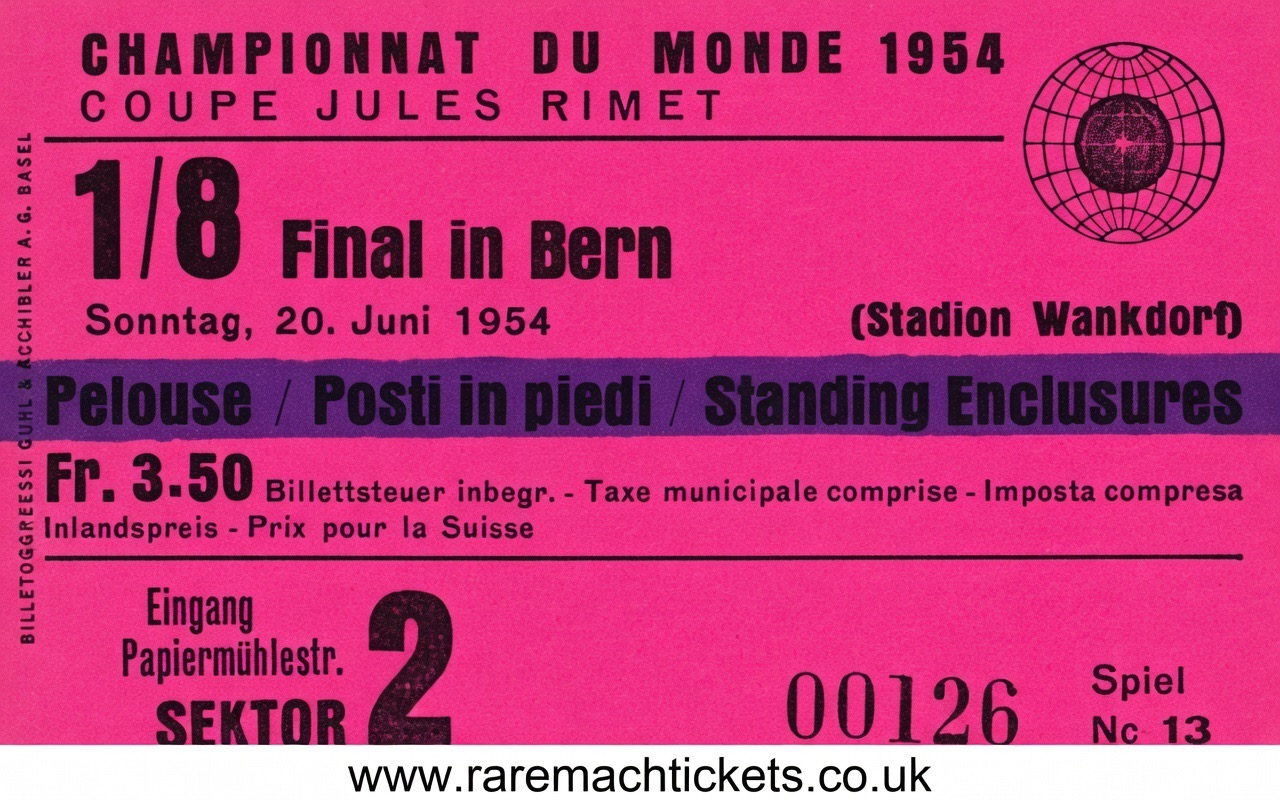 CHAMPIONNAT DU MONDE 1954
COUPE JULES RIMET
1/8 Final in Bern
Sonntag, 20. Juni 1954
(Stadion Wankdorf)
Pelouse / Posti in piedi / Standing Enclusures
Fr. 3.50 Billettsteuer inbegr. - Taxe municipale comprise - Imposta compresa
Inlandspreis - Prix pour la Suisse
Eingang
Papiermühlestr.
SEKTOR 2
00126
Spiel
Nc 13
BILLETOGGREESSI GUHL & ACCHIBLER A. G. BASEL
www.raremachtickets.co.uk